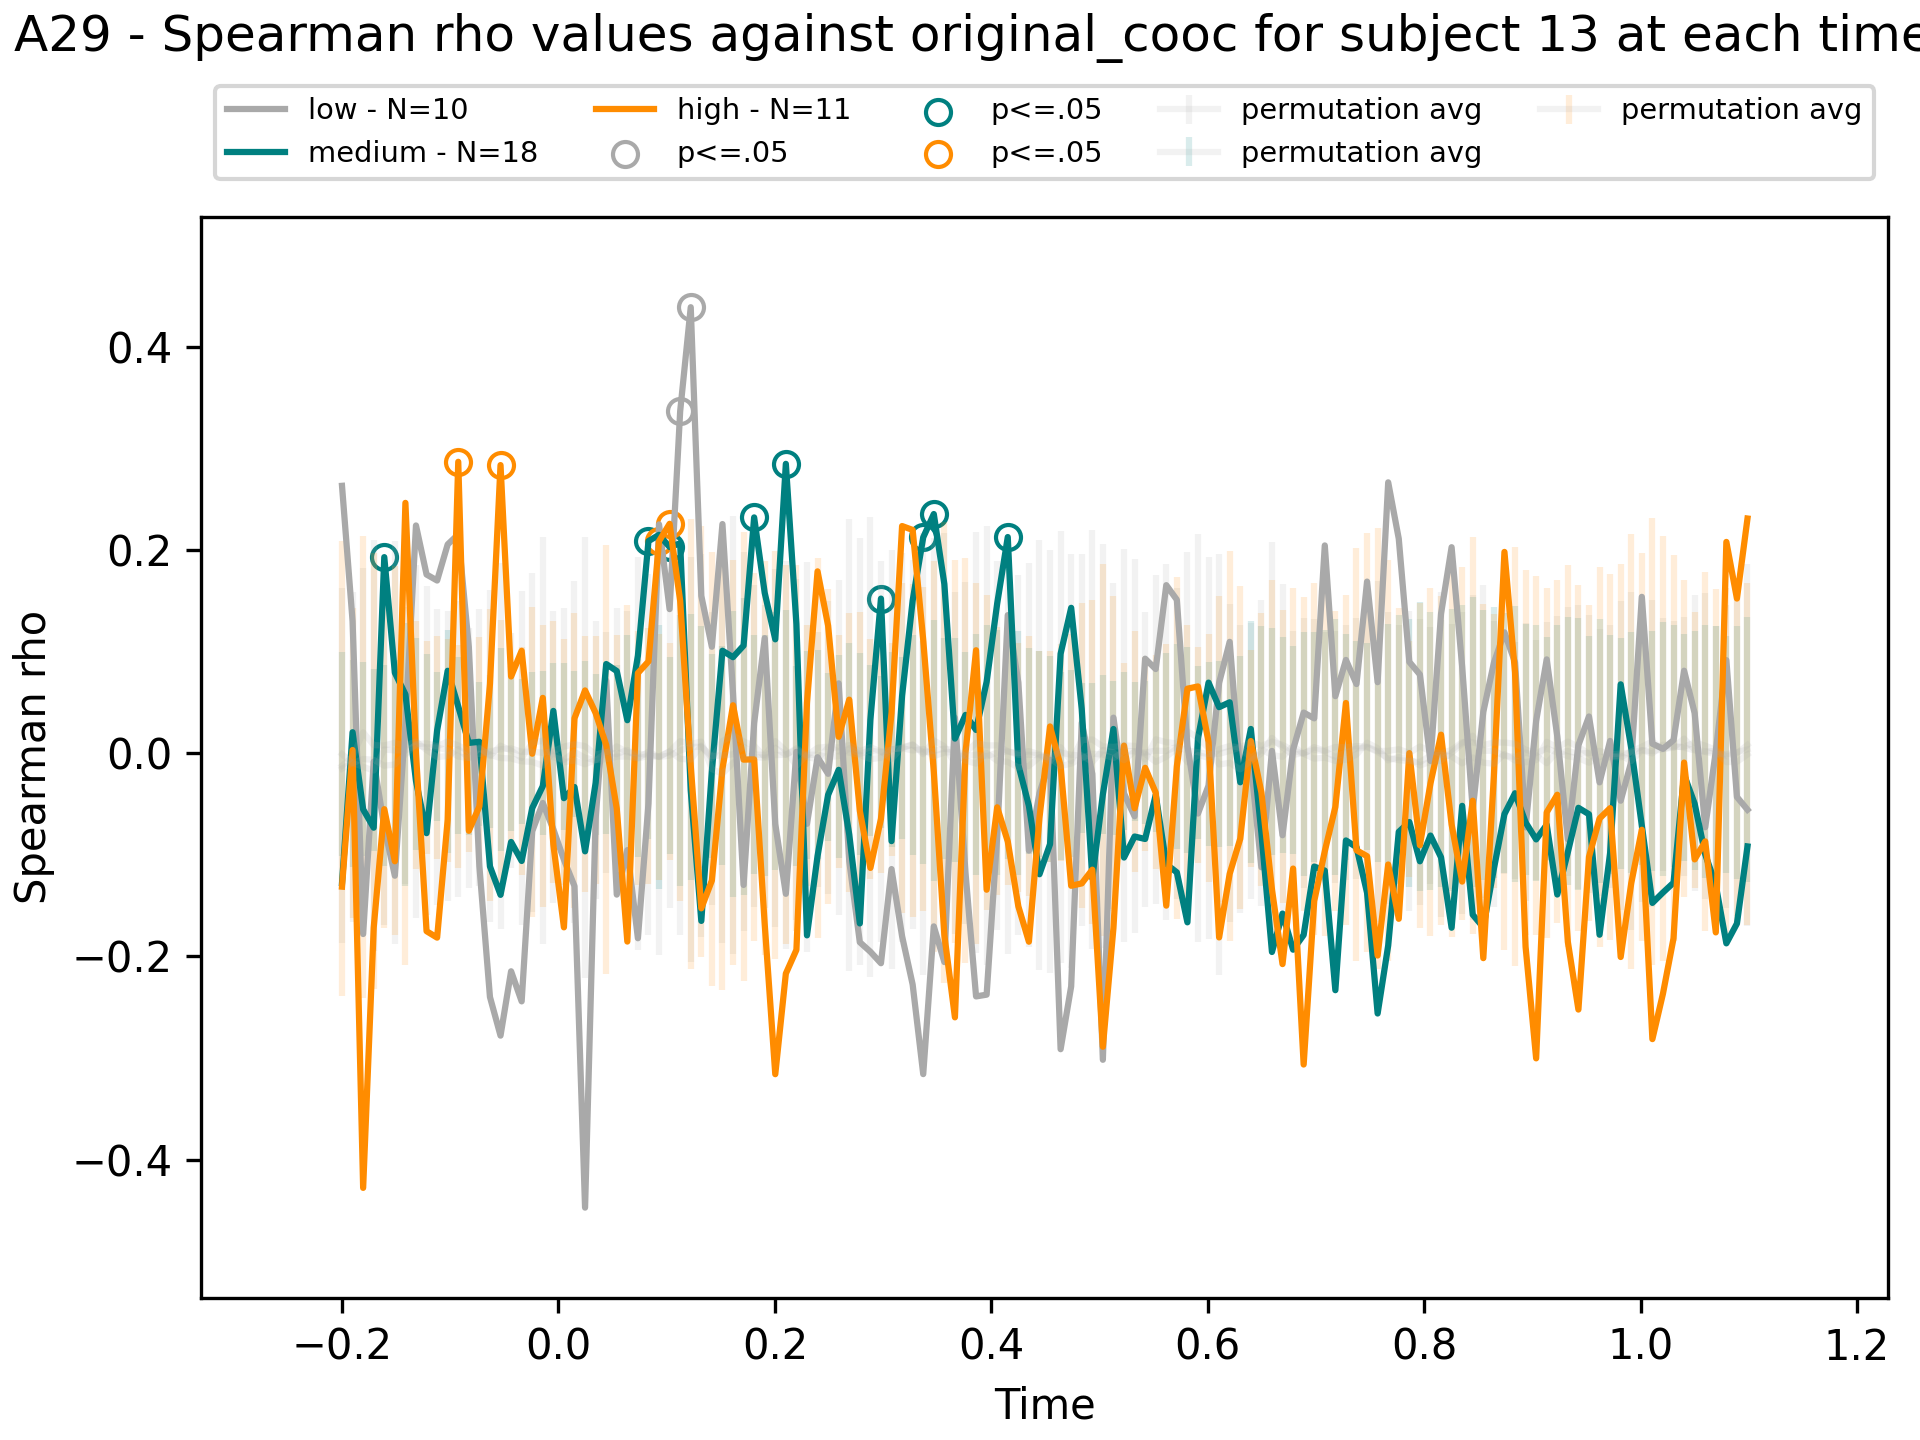 A29 - Spearman rho values against original_cooc for subject 13 at each time
low - N=10
medium - N=18
high - N=11
p<=.05
p<=.05
p<=.05
permutation avg
permutation avg
permutation avg
Spearman rho
0.4
0.2
0.0
−0.2
−0.4
−0.2
0.0
0.2
0.4
0.6
0.8
1.0
1.2
Time